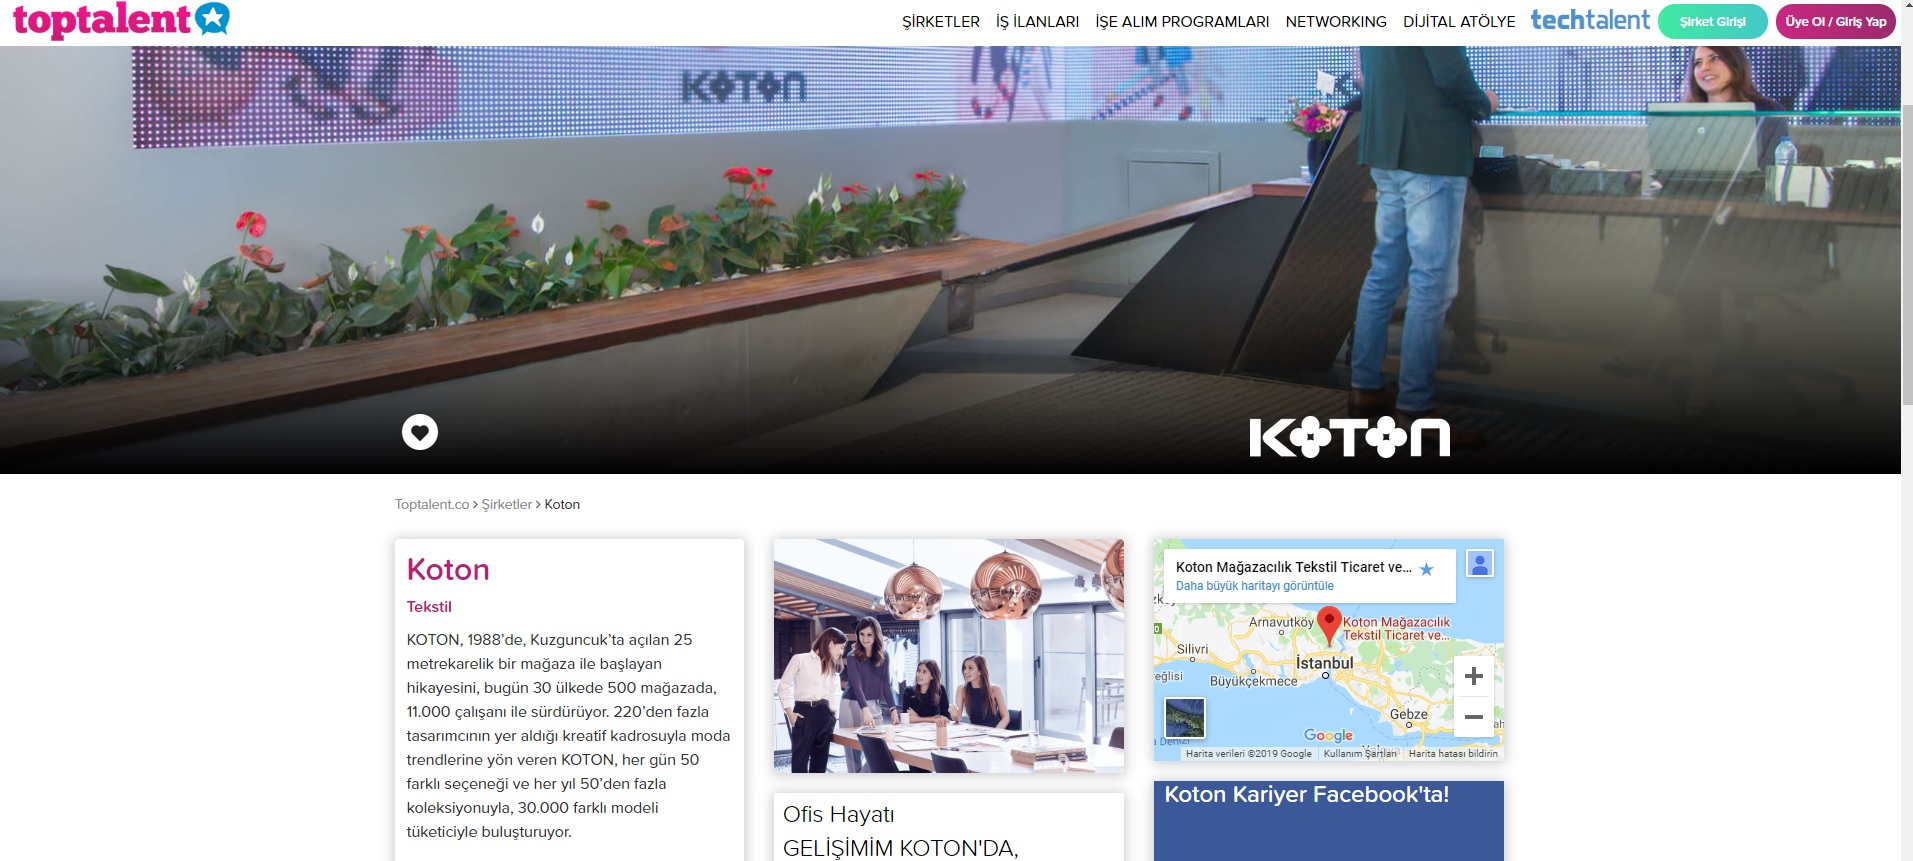 toptalent
ŞİRKETLER İŞ İLANLARI İŞE ALIM PROGRAMLARI NETWORKING DİJİTAL ATÖLYE techtalent Şirket Girişi Üye Ol / Giriş Yap
KOTON
KOTON
Toptalent.co > Şirketler > Koton
Koton
Tekstil
KOTON, 1988’de, Kuzguncuk’ta açılan 25
metrekarelik bir mağaza ile başlayan
hikayesini, bugün 30 ülkede 500 mağazada,
11.000 çalışanı ile sürdürüyor. 220’den fazla
tasarımcının yer aldığı kreatif kadrosuyla moda
trendlerine yön veren KOTON, her gün 50
farklı seçeneği ve her yıl 50’den fazla
koleksiyonuyla, 30.000 farklı modeli
tüketiciyle buluşturuyor.
Ofis Hayatı
GELİŞİMİM KOTON'DA,
Koton Mağazacılık Tekstil Ticaret ve...
Daha büyük haritayı görüntüle
Arnavutköy
Koton Mağazacılık
Tekstil Ticaret ve...
Silivri
İstanbul
Büyükçekmece
Gebze
Google
Harita verileri ©2019 Google Kullanım Şartları Harita hatası bildirin
Koton Kariyer Facebook'ta!